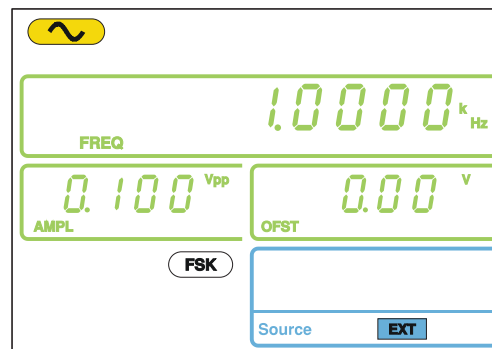 1.0000 k Hz
FREQ
0.100 Vpp
AMPL
0.00 V
OFST
FSK
Source EXT